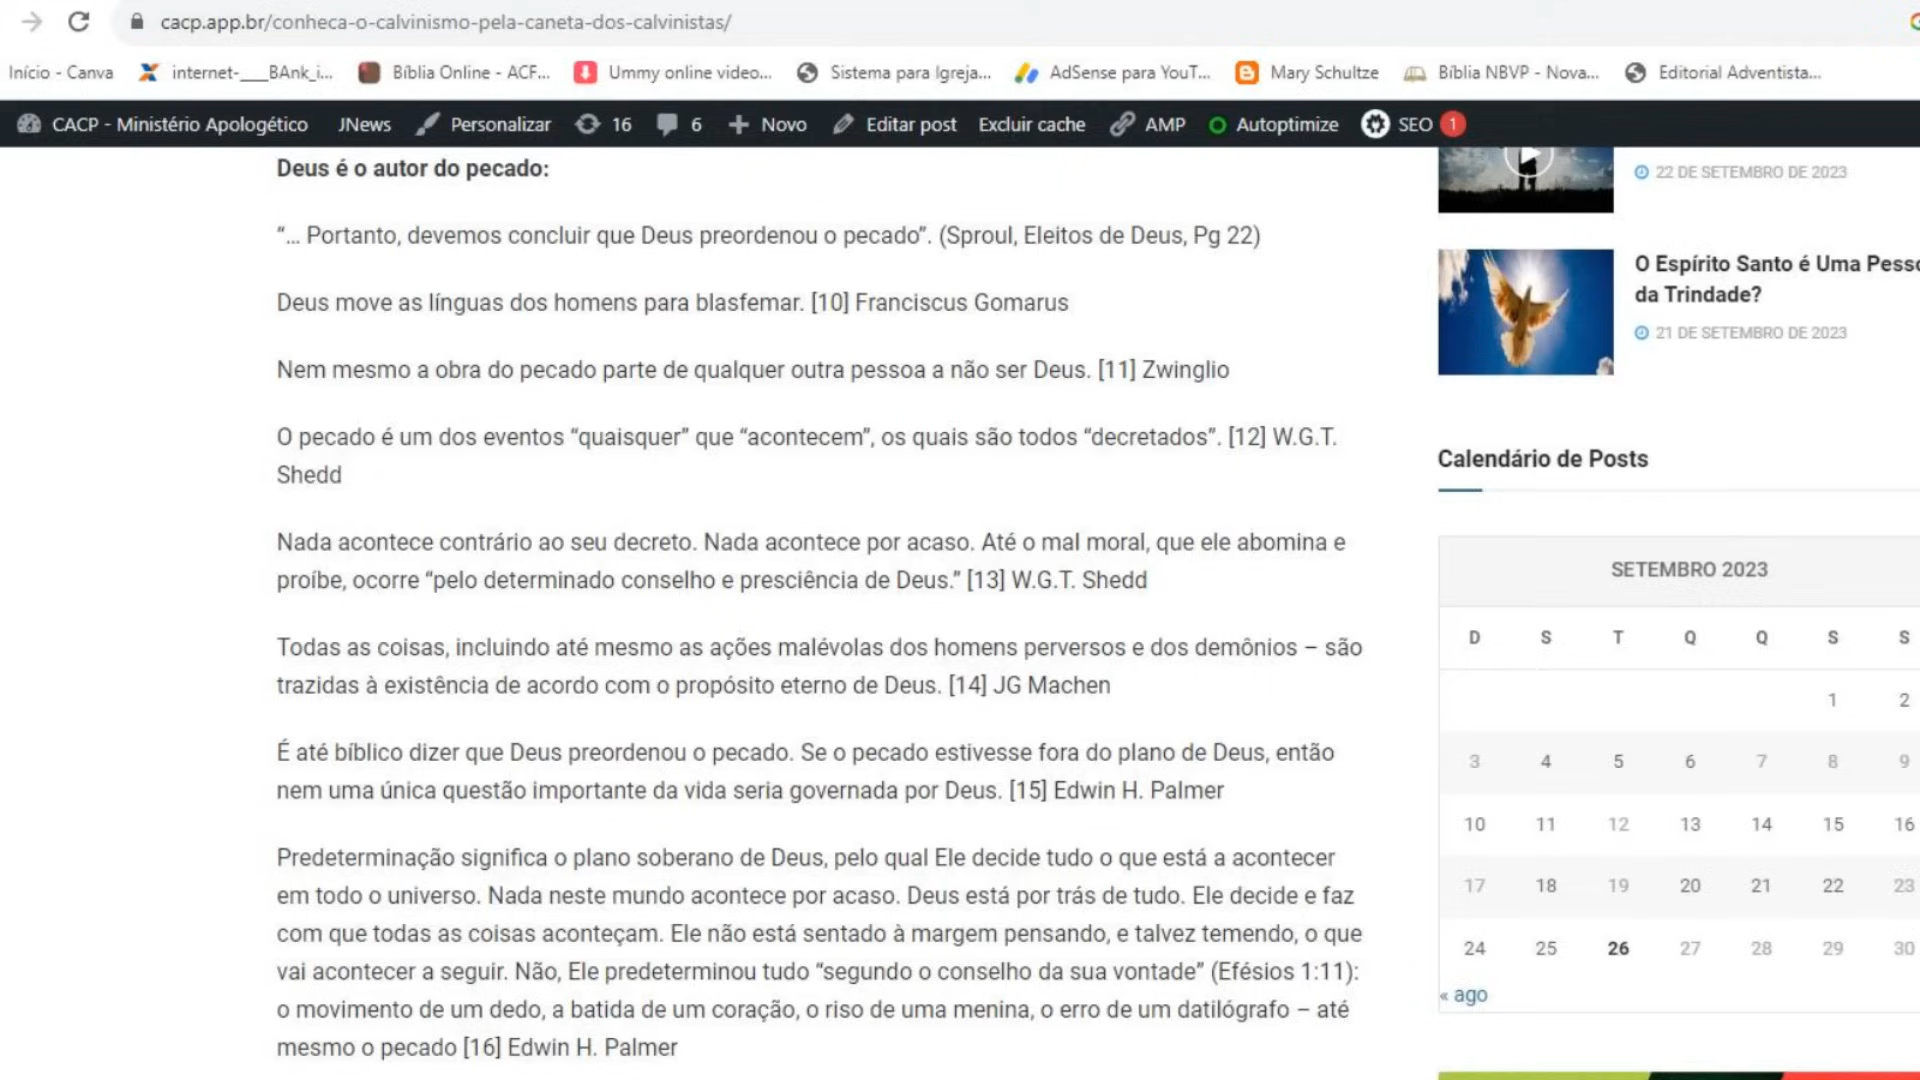 cacp.app.br/conheca-o-calvinismo-pela-caneta-dos-calvinistas/
Início - Canva internet-___BAnk_i... Bíblia Online - ACF... Ummy online video... Sistema para Igreja... AdSense para YouT... Mary Schultze Bíblia NBVP - Nova... Editorial Adventista...
CACP - Ministério Apologético JNews Personalizar 16 6 Novo Editar post Excluir cache AMP Autoptimize SEO 1
Deus é o autor do pecado:
“... Portanto, devemos concluir que Deus preordenou o pecado”. (Sproul, Eleitos de Deus, Pg 22)
Deus move as línguas dos homens para blasfemar. [10] Franciscus Gomarus
Nem mesmo a obra do pecado parte de qualquer outra pessoa a não ser Deus. [11] Zwinglio
O pecado é um dos eventos “quaisquer” que “acontecem”, os quais são todos “decretados”. [12] W.G.T.
Shedd
Nada acontece contrário ao seu decreto. Nada acontece por acaso. Até o mal moral, que ele abomina e
proíbe, ocorre “pelo determinado conselho e presciência de Deus.” [13] W.G.T. Shedd
Todas as coisas, incluindo até mesmo as ações malévolas dos homens perversos e dos demônios – são
trazidas à existência de acordo com o propósito eterno de Deus. [14] JG Machen
É até bíblico dizer que Deus preordenou o pecado. Se o pecado estivesse fora do plano de Deus, então
nem uma única questão importante da vida seria governada por Deus. [15] Edwin H. Palmer
Predeterminação significa o plano soberano de Deus, pelo qual Ele decide tudo o que está a acontecer
em todo o universo. Nada neste mundo acontece por acaso. Deus está por trás de tudo. Ele decide e faz
com que todas as coisas aconteçam. Ele não está sentado à margem pensando, e talvez temendo, o que
vai acontecer a seguir. Não, Ele predeterminou tudo “segundo o conselho da sua vontade” (Efésios 1:11):
o movimento de um dedo, a batida de um coração, o riso de uma menina, o erro de um datilógrafo – até
mesmo o pecado [16] Edwin H. Palmer
22 DE SETEMBRO DE 2023
O Espírito Santo é Uma Pesso
da Trindade?
21 DE SETEMBRO DE 2023
Calendário de Posts
SETEMBRO 2023
D S T Q Q S S
1 2
3 4 5 6 7 8 9
10 11 12 13 14 15 16
17 18 19 20 21 22 23
24 25 26 27 28 29 30
« ago